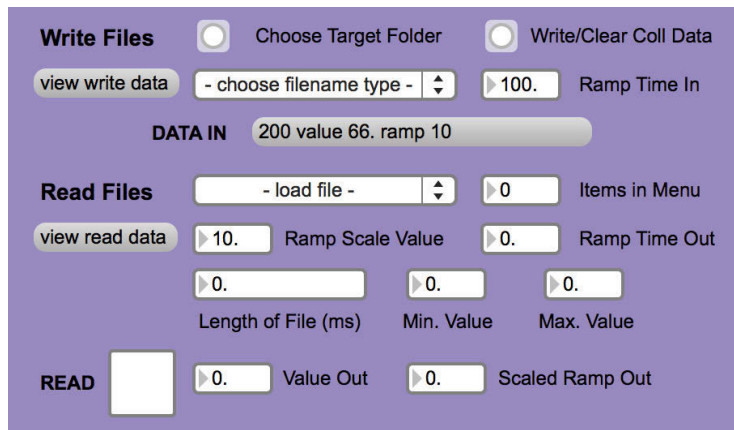 Write Files Choose Target Folder Write/Clear Coll Data
view write data - choose filename type - 100. Ramp Time In
DATA IN 200 value 66. ramp 10
Read Files - load file - 0 Items in Menu
view read data 10. Ramp Scale Value 0. Ramp Time Out
0. 0. 0.
Length of File (ms) Min. Value Max. Value
READ 0. Value Out 0. Scaled Ramp Out